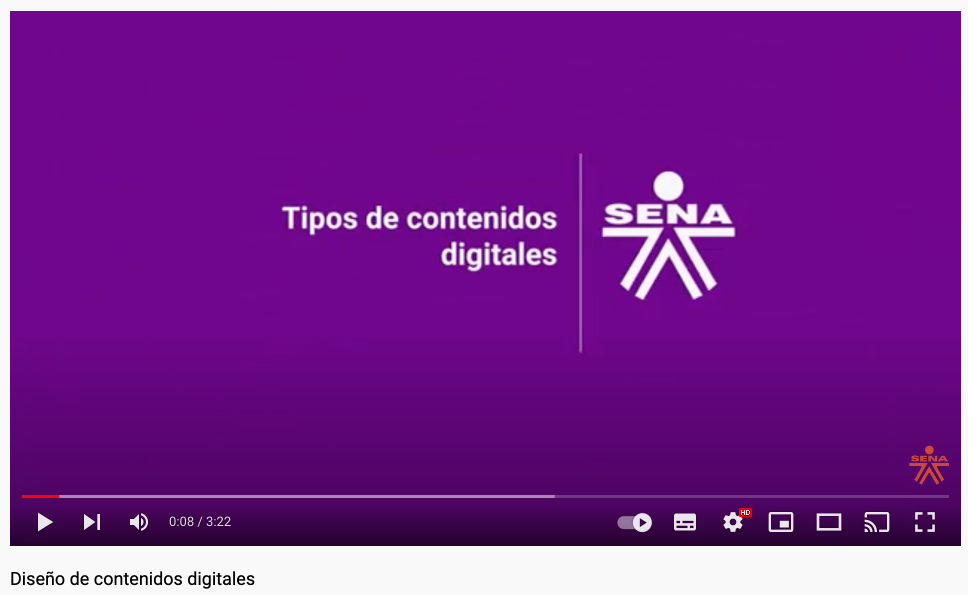 Tipos de contenidos
digitales
SENA
SENA
0:08 / 3:22
HD
Diseño de contenidos digitales